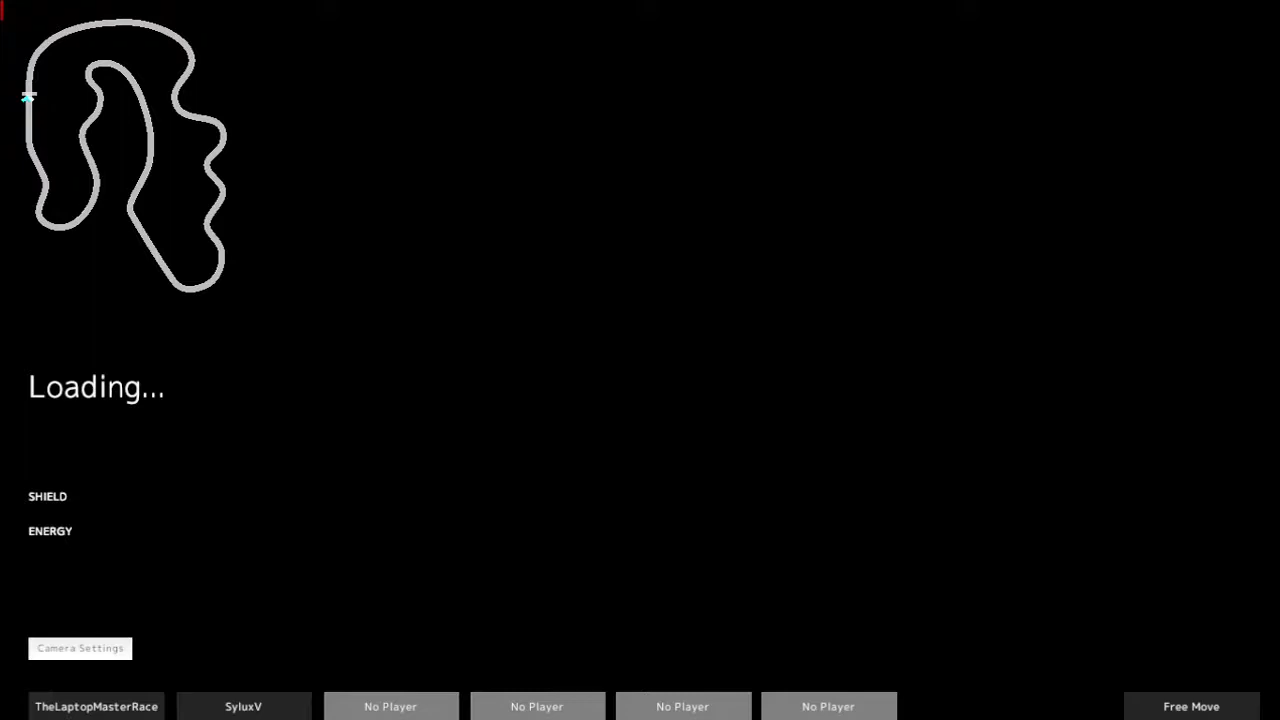 Loading...
SHIELD
ENERGY
Camera Settings
TheLaptopMasterRace
SyluxV
No Player
No Player
No Player
No Player
Free Move